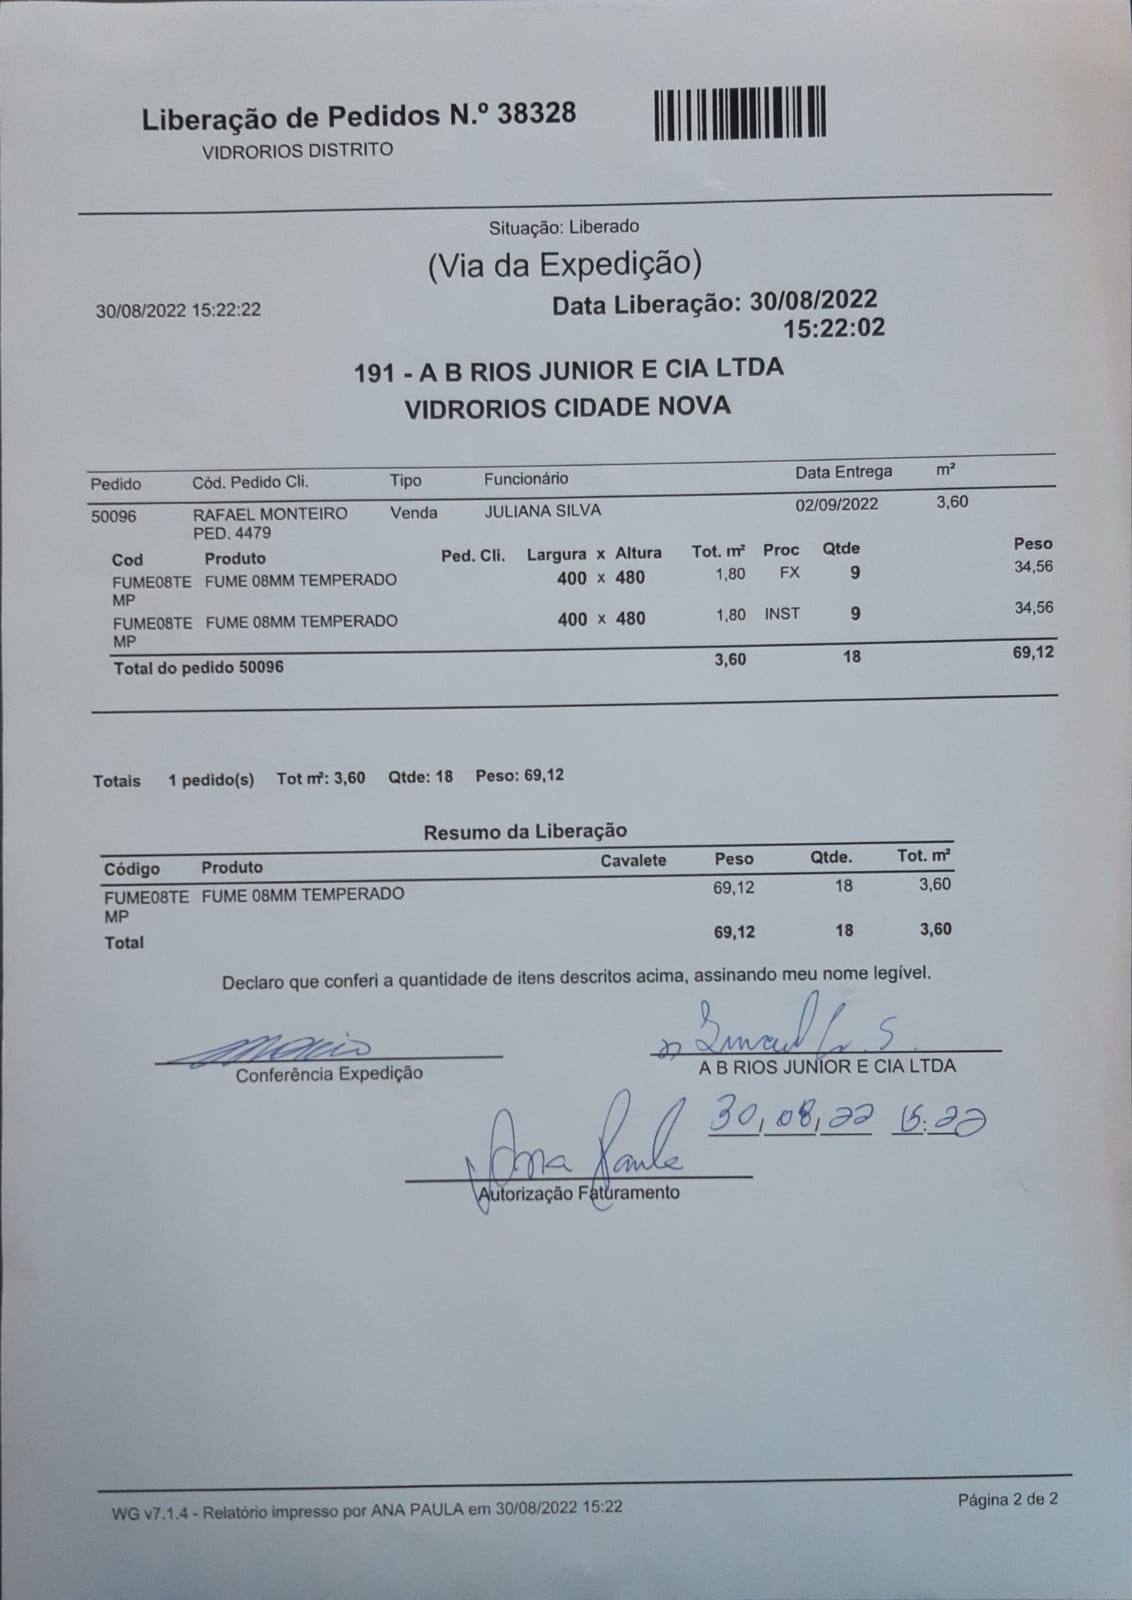 Liberação de Pedidos N.º 38328
VIDRORIOS DISTRITO
Situação: Liberado
(Via da Expedição)
30/08/2022 15:22:22
Data Liberação: 30/08/2022
15:22:02
191 - A B RIOS JUNIOR E CIA LTDA
VIDRORIOS CIDADE NOVA
Pedido Cód. Pedido Cli. Tipo Funcionário Data Entrega m²
50096 RAFAEL MONTEIRO Venda JULIANA SILVA 02/09/2022 3,60
PED. 4479
Cod Produto Ped. Cli. Largura x Altura Tot. m² Proc Qtde Peso
FUME08TE FUME 08MM TEMPERADO 400 x 480 1,80 FX 9 34,56
MP
FUME08TE FUME 08MM TEMPERADO 400 x 480 1,80 INST 9 34,56
MP
Total do pedido 50096 3,60 18 69,12
Totais 1 pedido(s) Tot m²: 3,60 Qtde: 18 Peso: 69,12
Resumo da Liberação
Código Produto Cavalete Peso Qtde. Tot. m²
FUME08TE FUME 08MM TEMPERADO 69,12 18 3,60
MP
Total 69,12 18 3,60
Declaro que conferi a quantidade de itens descritos acima, assinando meu nome legível.
Conferência Expedição
A B RIOS JUNIOR E CIA LTDA
30,08,22 15:22
Ana Paula
Autorização Faturamento
WG v7.1.4 - Relatório impresso por ANA PAULA em 30/08/2022 15:22
Página 2 de 2